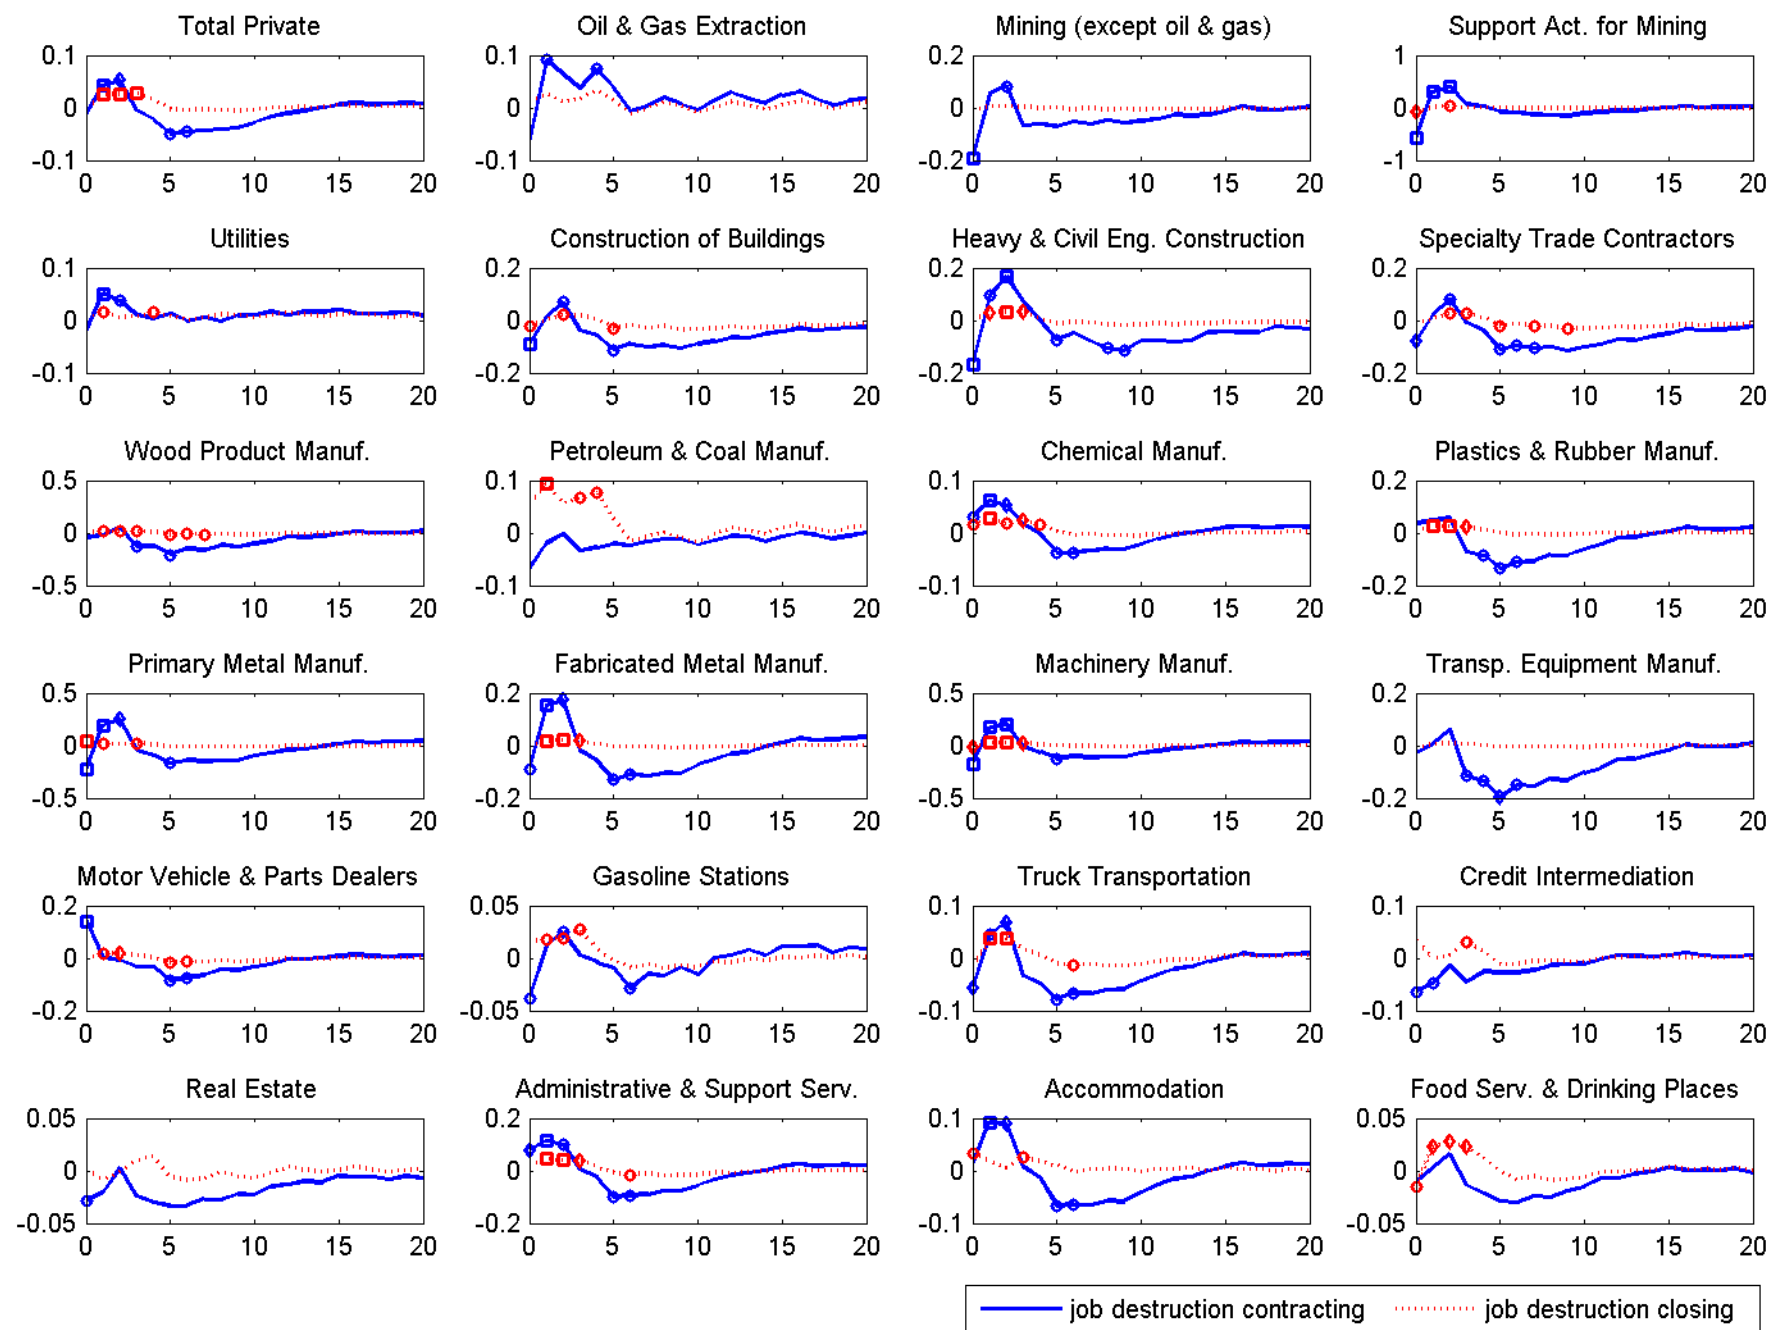 Total Private
Oil & Gas Extraction
Mining (except oil & gas)
Support Act. for Mining
0.1
0
-0.1
0 5 10 15 20
0.1
0
0.1
0 5 10 15 20
0.2
0
-0.2
0 5 10 15 20
1
0
-1
0 5 10 15 20
Utilities
Construction of Buildings
Heavy & Civil Eng. Construction
Specialty Trade Contractors
0.1
0
-0.1
0 5 10 15 20
0.2
0
-0.2
0 5 10 15 20
0.2
0
-0.2
0 5 10 15 20
0.2
0
-0.2
0 5 10 15 20
Wood Product Manuf.
Petroleum & Coal Manuf.
Chemical Manuf.
Plastics & Rubber Manuf.
0.5
0
-0.5
0 5 10 15 20
0.1
0
-0.1
0 5 10 15 20
0.1
0
-0.1
0 5 10 15 20
0.2
0
-0.2
0 5 10 15 20
Primary Metal Manuf.
Fabricated Metal Manuf.
Machinery Manuf.
Transp. Equipment Manuf.
0.5
0
-0.5
0 5 10 15 20
0.2
0
-0.2
0 5 10 15 20
0.5
0
-0.5
0 5 10 15 20
0.2
0
-0.2
0 5 10 15 20
Motor Vehicle & Parts Dealers
Gasoline Stations
Truck Transportation
Credit Intermediation
0.2
0
-0.2
0 5 10 15 20
0.05
0
-0.05
0 5 10 15 20
0.1
0
-0.1
0 5 10 15 20
0.1
0
-0.1
0 5 10 15 20
Real Estate
Administrative & Support Serv.
Accommodation
Food Serv. & Drinking Places
0.05
0
-0.05
0 5 10 15 20
0.2
0
-0.2
0 5 10 15 20
0.1
0
-0.1
0 5 10 15 20
0.05
0
-0.05
0 5 10 15 20
job destruction contracting
job destruction closing